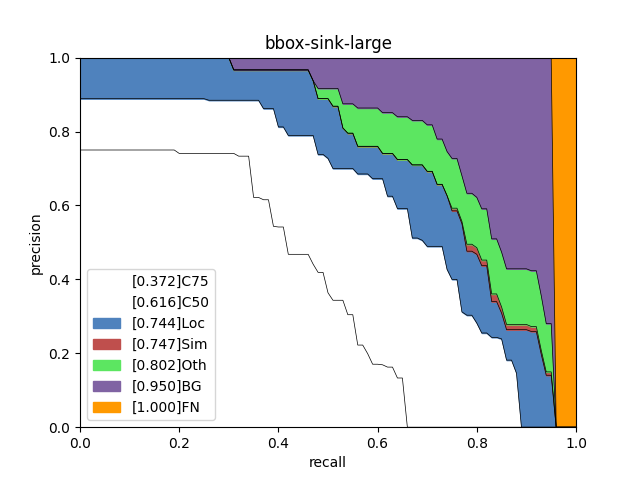 bbox-sink-large
1.0
0.8
0.6
0.4
0.2
0.0
precision
[0.372]C75
[0.616]C50
[0.744]Loc
[0.747]Sim
[0.802]Oth
[0.950]BG
[1.000]FN
0.0 0.2 0.4 0.6 0.8 1.0
recall